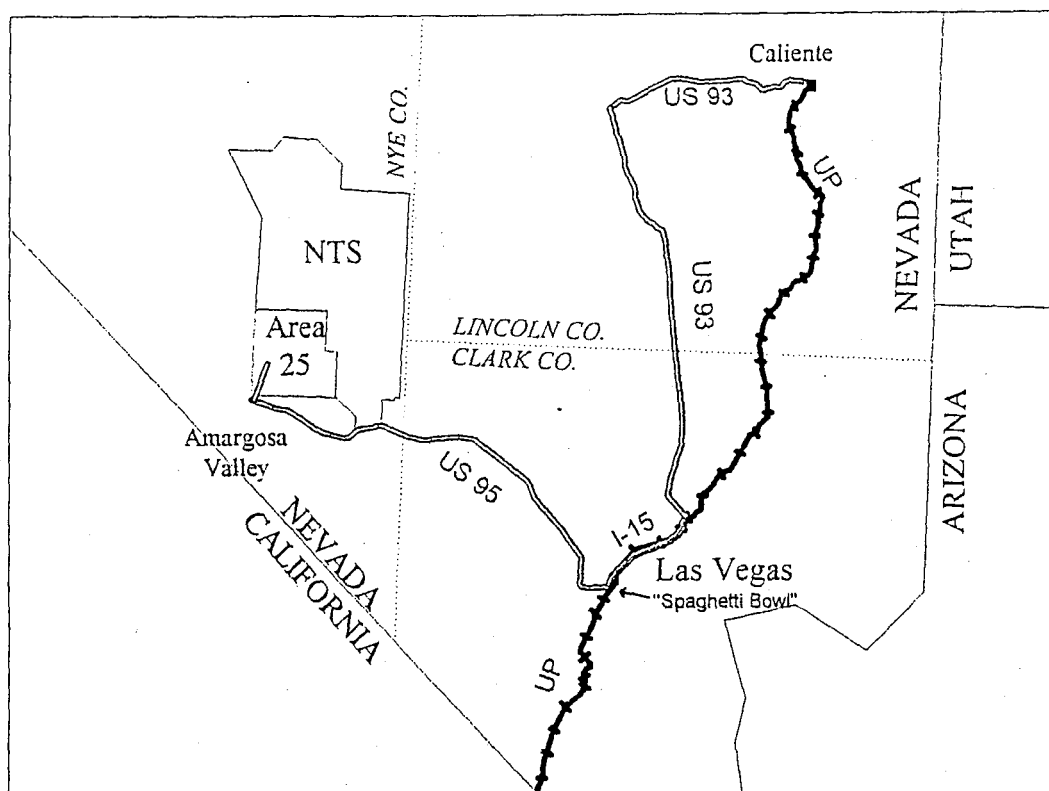 Caliente
US 93
NYE CO.
UP
NEVADA
UTAH
NTS
US 93
Area
25
LINCOLN CO.
CLARK CO.
ARIZONA
Amargosa
Valley
US 95
I-15
NEVADA
CALIFORNIA
Las Vegas
"Spaghetti Bowl"
UP